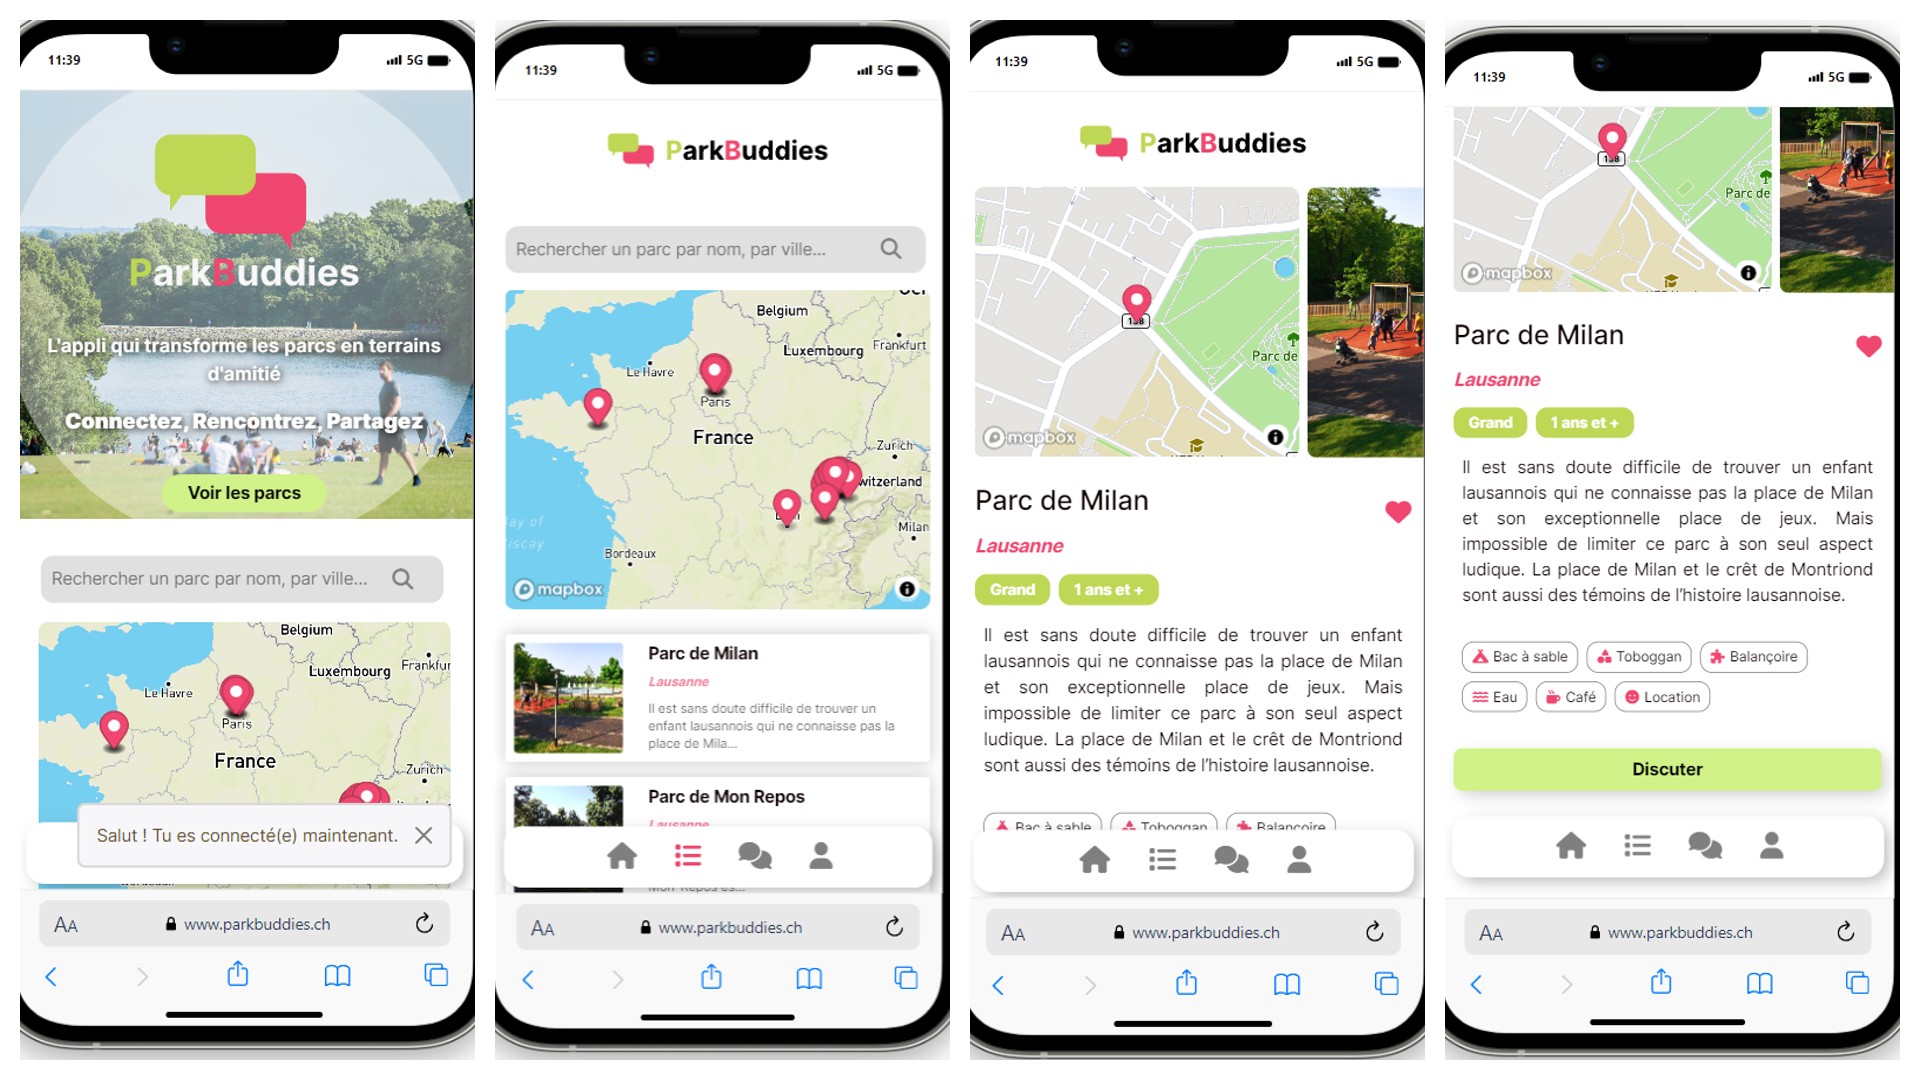 11:39
5G
ParkBuddies
L'appli qui transforme les parcs en terrains
d'amitié
Connectez, Rencontrez, Partagez
Voir les parcs
Rechercher un parc par nom, par ville...
Belgium
Luxembourg
Frankfur
Le Havre
Paris
France
Zurich
Salut ! Tu es connecté(e) maintenant.
AA
www.parkbuddies.ch
11:39
5G
ParkBuddies
Rechercher un parc par nom, par ville...
Belgium
Luxembourg
Frankfurt
Le Havre
Paris
France
Zurich
witzerland
Milan
Bordeaux
mapbox
Parc de Milan
Lausanne
Il est sans doute difficile de trouver un
enfant lausannois qui ne connaisse pas la
place de Mila...
Parc de Mon Repos
Lausanne
AA
www.parkbuddies.ch
11:39
5G
ParkBuddies
Parc de
mapbox
Parc de Milan
Lausanne
Grand
1 ans et +
Il est sans doute difficile de trouver un enfant
lausannois qui ne connaisse pas la place de Milan
et son exceptionnelle place de jeux. Mais
impossible de limiter ce parc à son seul aspect
ludique. La place de Milan et le crêt de Montriond
sont aussi des témoins de l'histoire lausannoise.
Bac à sable
Toboggan
Balançoire
AA
www.parkbuddies.ch
11:39
5G
Parc de
mapbox
Parc de Milan
Lausanne
Grand
1 ans et +
Il est sans doute difficile de trouver un enfant
lausannois qui ne connaisse pas la place de Milan
et son exceptionnelle place de jeux. Mais
impossible de limiter ce parc à son seul aspect
ludique. La place de Milan et le crêt de Montriond
sont aussi des témoins de l'histoire lausannoise.
Bac à sable
Toboggan
Balançoire
Eau
Café
Location
Discuter
AA
www.parkbuddies.ch